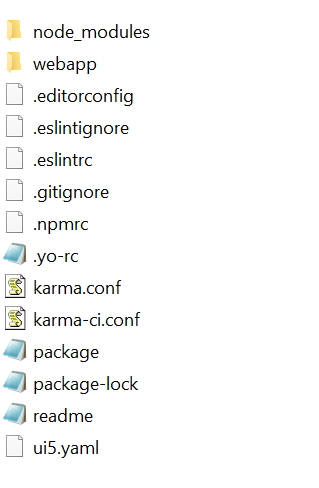 node_modules
webapp
.editorconfig
.eslintignore
.eslintrc
.gitignore
.npmrc
.yo-rc
karma.conf
karma-ci.conf
package
package-lock
readme
ui5.yaml